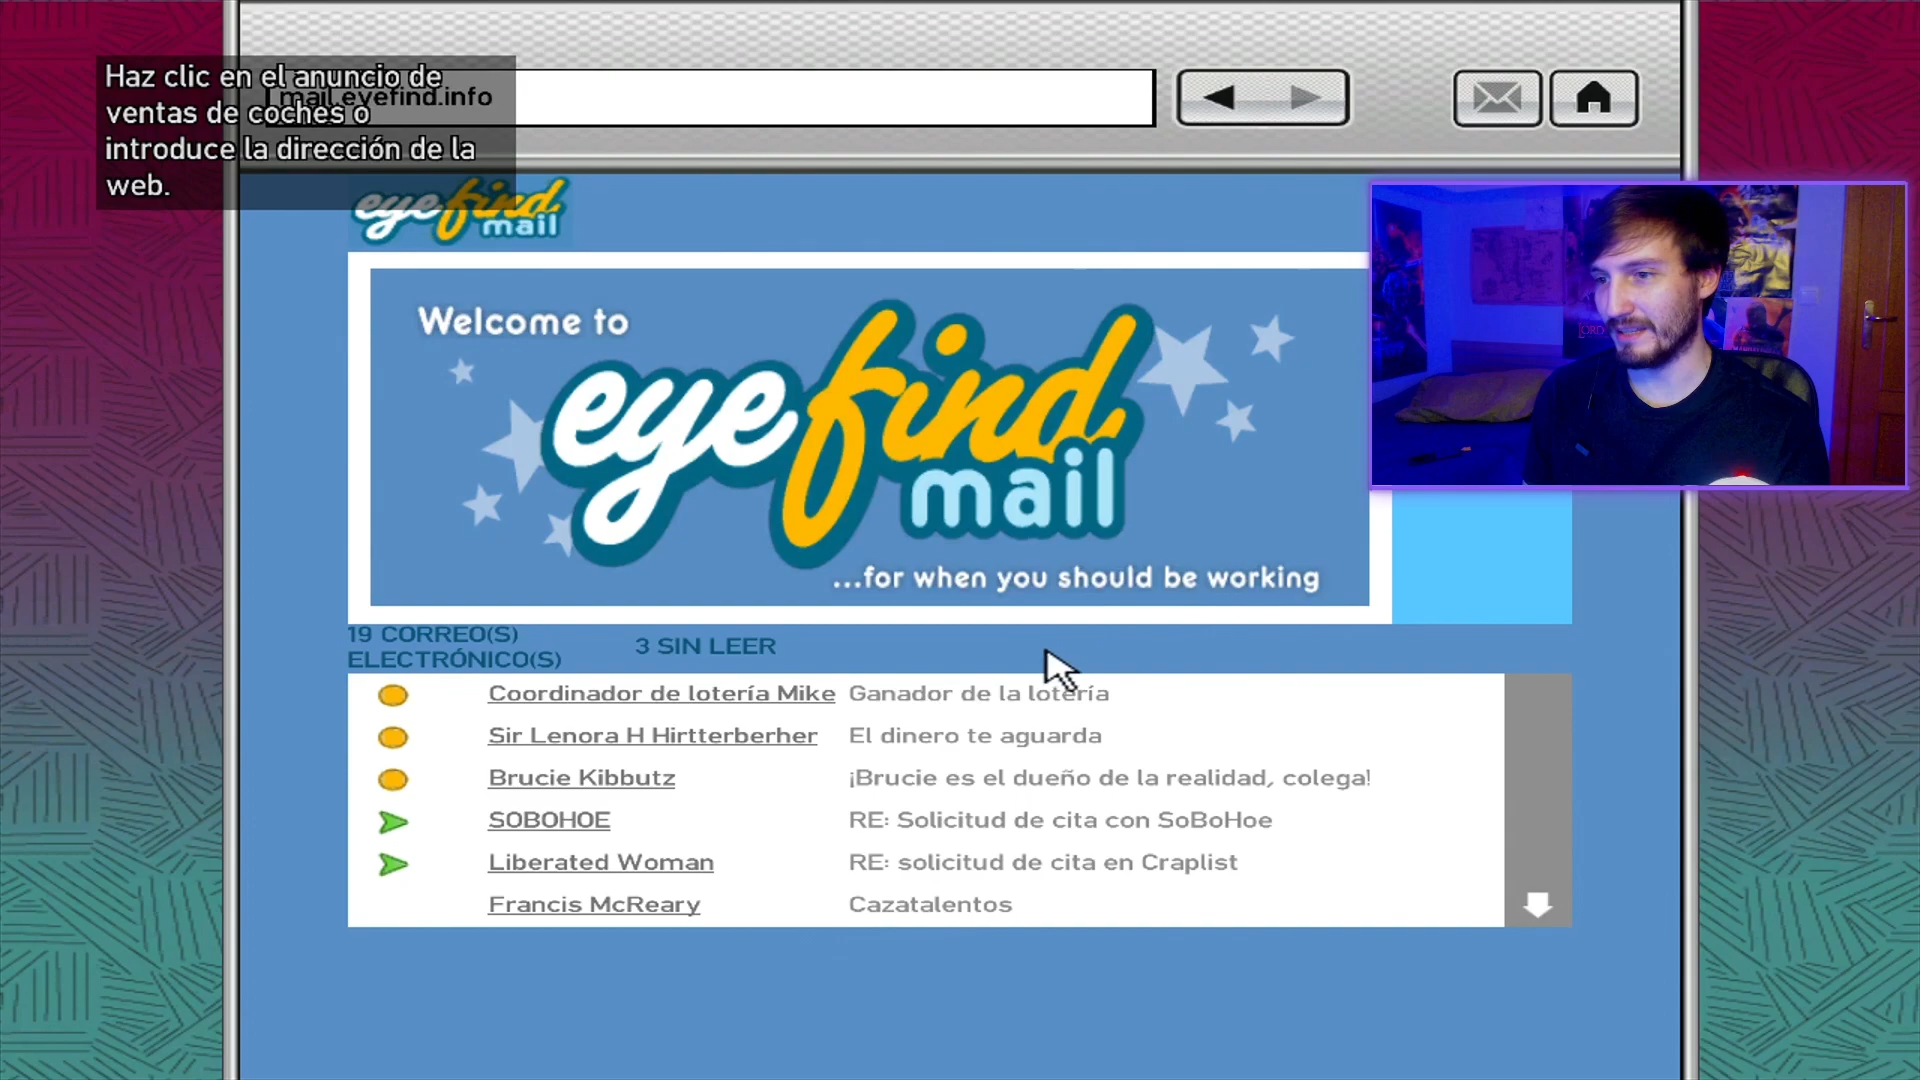 Haz clic en el anuncio de
ventas de coches o
introduce la dirección de la
web.
mail.eyefind.info
eyefind
mail
Welcome to
eyefind
mail
...for when you should be working
19 CORREO(S)
ELECTRÓNICO(S)
3 SIN LEER
Coordinador de lotería Mike Ganador de la lotería
Sir Lenora H Hirtterberher El dinero te aguarda
Brucie Kibbutz ¡Brucie es el dueño de la realidad, colega!
SOBOHOE RE: Solicitud de cita con SoBoHoe
Liberated Woman RE: solicitud de cita en Craplist
Francis McReary Cazatalentos